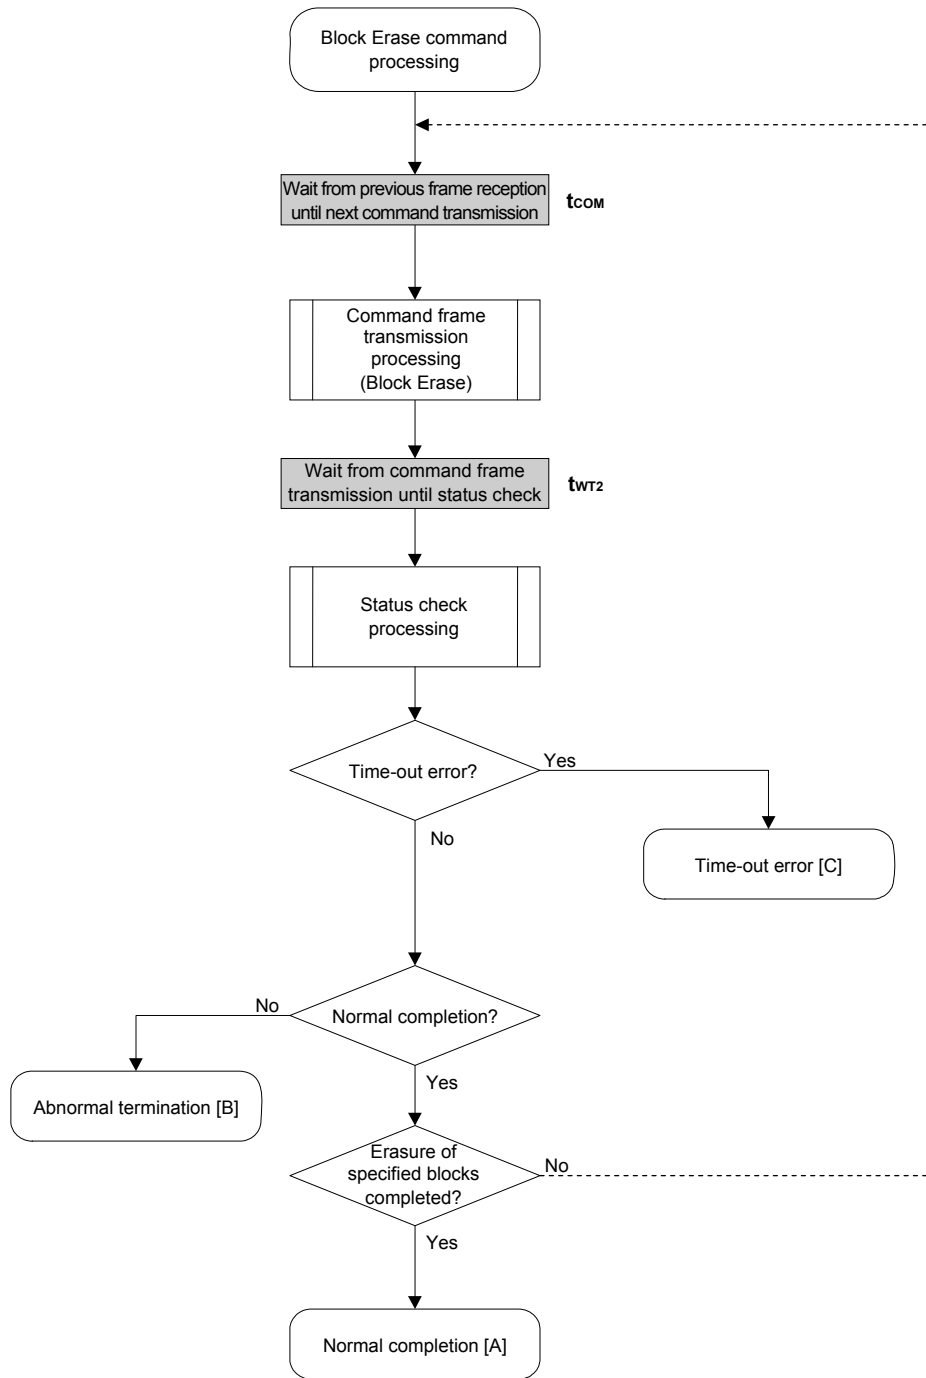 Block Erase command
processing
Wait from previous frame reception
until next command transmission
tCOM
Command frame
transmission
processing
(Block Erase)
Wait from command frame
transmission until status check
tWT2
Status check
processing
Time-out error?
Yes
No
Time-out error [C]
No
Normal completion?
Yes
Abnormal termination [B]
Erasure of
specified blocks
completed?
No
Yes
Normal completion [A]